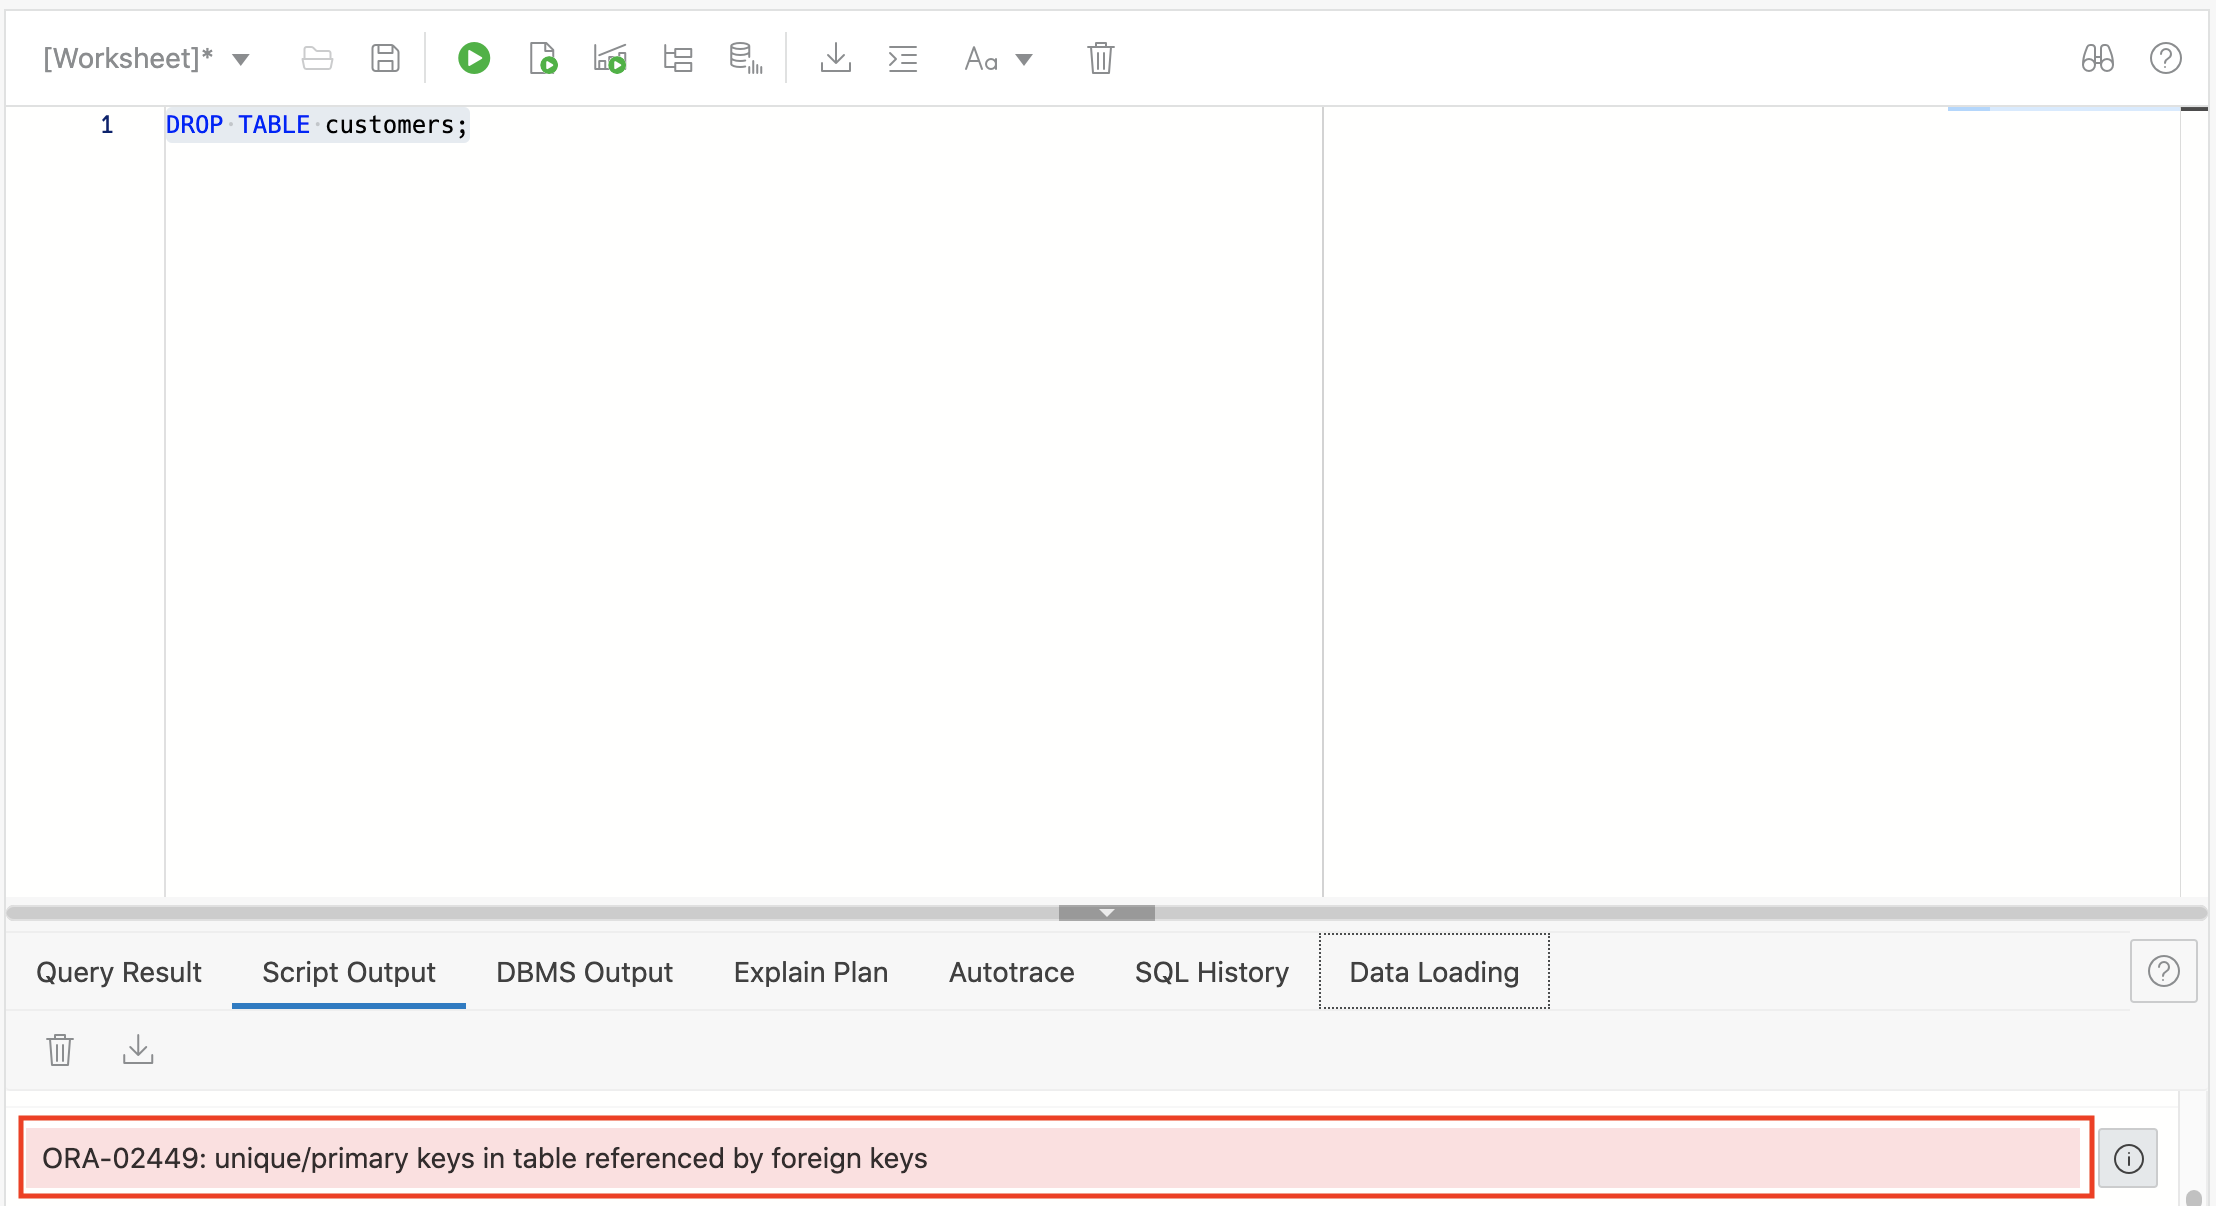 [Worksheet]* Aa
1 DROP TABLE customers;
Query Result Script Output DBMS Output Explain Plan Autotrace SQL History Data Loading
ORA-02449: unique/primary keys in table referenced by foreign keys